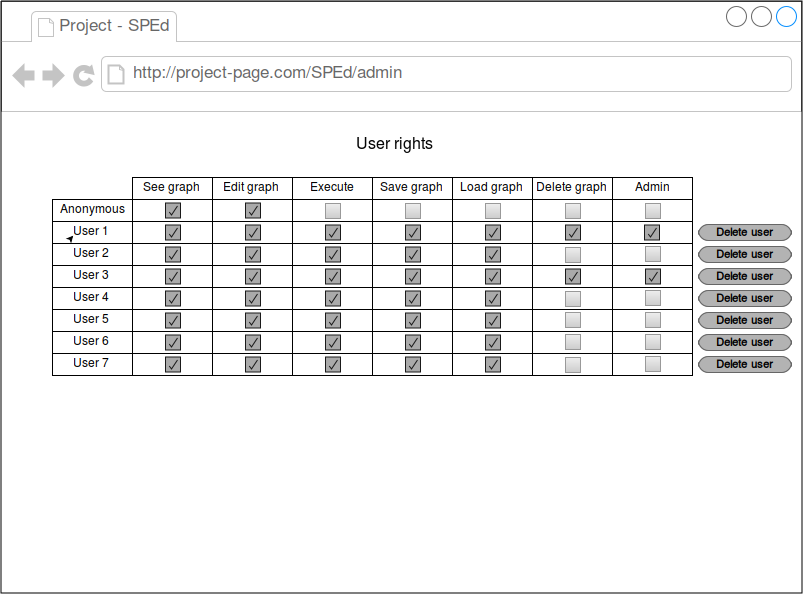 Project - SPEd
http://project-page.com/SPEd/admin
User rights
See graph Edit graph Execute Save graph Load graph Delete graph Admin
Anonymous
User 1 Delete user
User 2 Delete user
User 3 Delete user
User 4 Delete user
User 5 Delete user
User 6 Delete user
User 7 Delete user